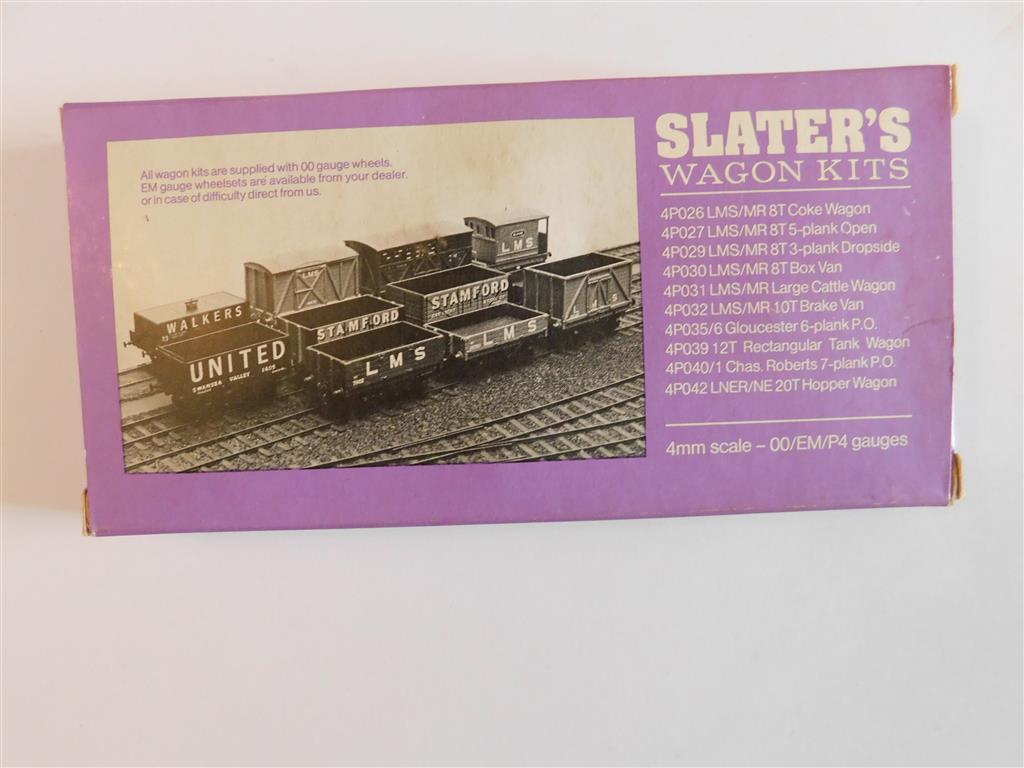 All wagon kits are supplied with 00 gauge wheels.
EM gauge wheelsets are available from your dealer.
or in case of difficulty direct from us.
SLATER'S
WAGON KITS
4P026 LMS/MR 8T Coke Wagon
4P027 LMS/MR 8T 5-plank Open
4P029 LMS/MR 8T 3-plank Dropside
4P030 LMS/MR 8T Box Van
4P031 LMS/MR Large Cattle Wagon
4P032 LMS/MR 10T Brake Van
4P035/6 Gloucester 6-plank P.O.
4P039 12T Rectangular Tank Wagon
4P040/1 Chas. Roberts 7-plank P.O.
4P042 LNER/NE 20T Hopper Wagon
4mm scale – 00/EM/P4 gauges
LMS
LMS
STAMFORD
WALKERS
STAMFORD
LMS
UNITED
SWANSEA VALLEY 1405
LMS
LMS